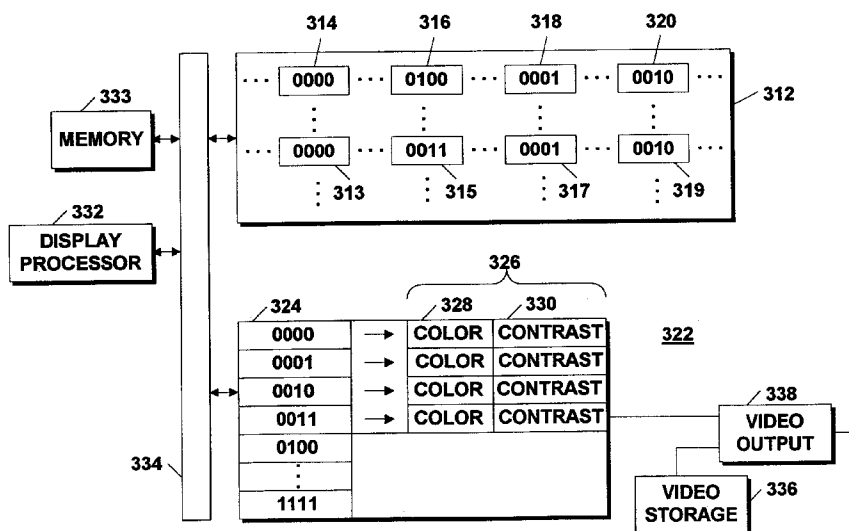 314 316 318 320
··· 0000 ··· 0100 ··· 0001 ··· 0010 ···
312
333
MEMORY
··· 0000 ··· 0011 ··· 0001 ··· 0010 ···
313 315 317 319
332
DISPLAY
PROCESSOR
326
324 328 330
0000 → COLOR CONTRAST
0001 → COLOR CONTRAST
0010 → COLOR CONTRAST
0011 → COLOR CONTRAST
0100
1111
322
338
VIDEO
OUTPUT
334
VIDEO
STORAGE
336